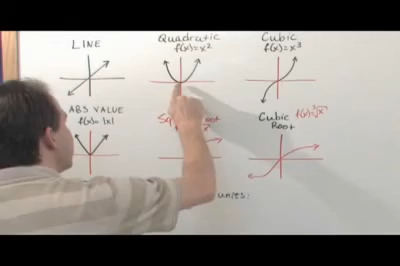 LINE
Quadratic
f(x)=x²
Cubic
f(x)=x³
ABS VALUE
f(x)=|x|
Cubic f(x)=∛x
Root